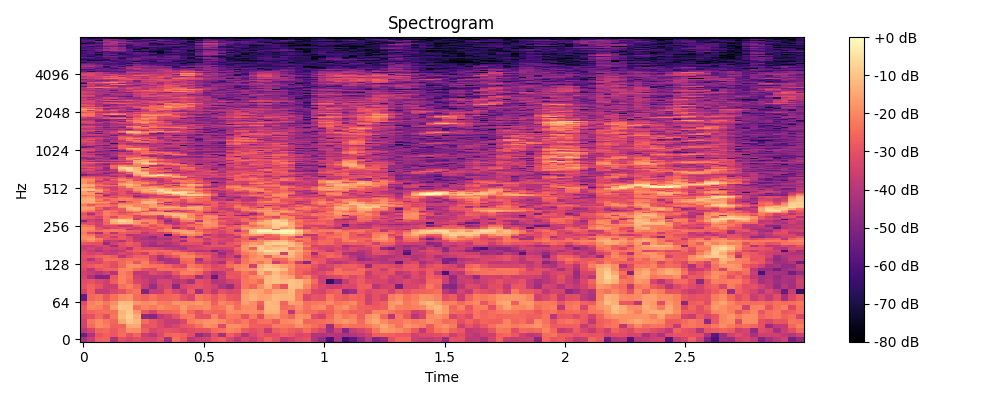 Spectrogram
Hz
4096
2048
1024
512
256
128
64
0
0
0.5
1
1.5
2
2.5
Time
+0 dB
-10 dB
-20 dB
-30 dB
-40 dB
-50 dB
-60 dB
-70 dB
-80 dB